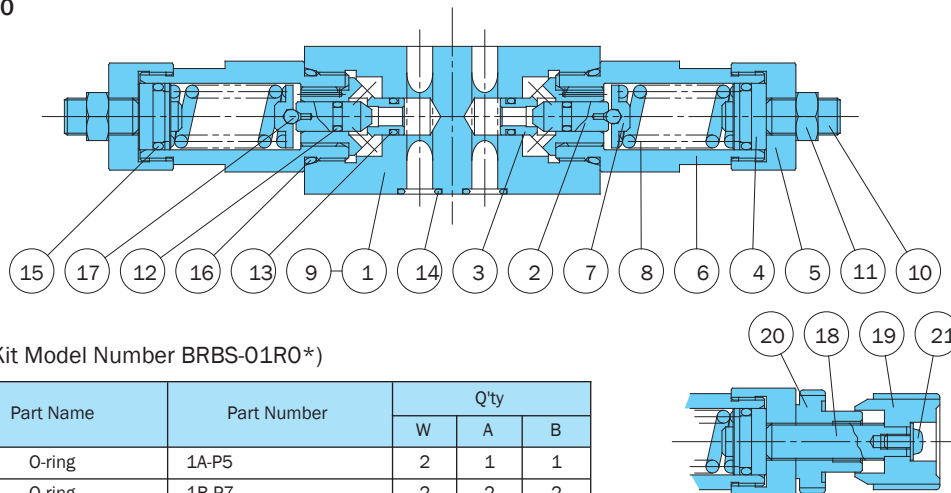 0
15 17 12 16 13 9 1 14 3 2 7 8 6 4 5 11 10
20 18 19 21
Kit Model Number BRBS-01R0*)
Part Name Part Number Q'ty
W A B
O-ring 1A-P5 2 1 1
O-ring 1B-P7 2 2 2